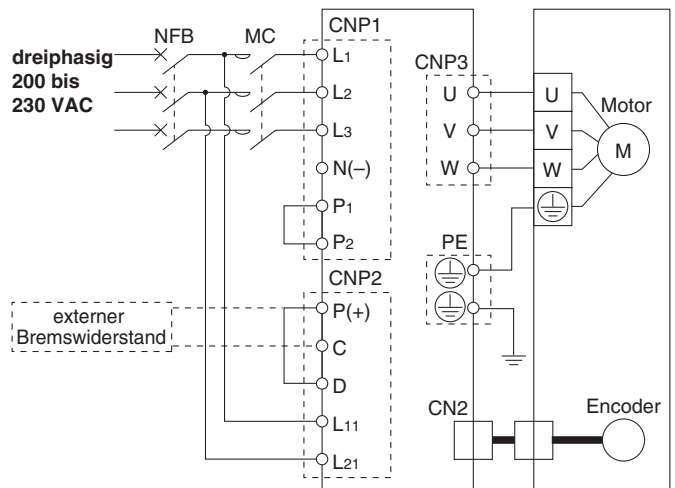 NFB
MC
CNP1
dreiphasig
200 bis
230 VAC
L1
L2
L3
N(–)
P1
P2
CNP2
externer
Bremswiderstand
P(+)
C
D
L11
L21
CNP3
U
V
W
PE
CN2
U
V
W
Motor
M
Encoder